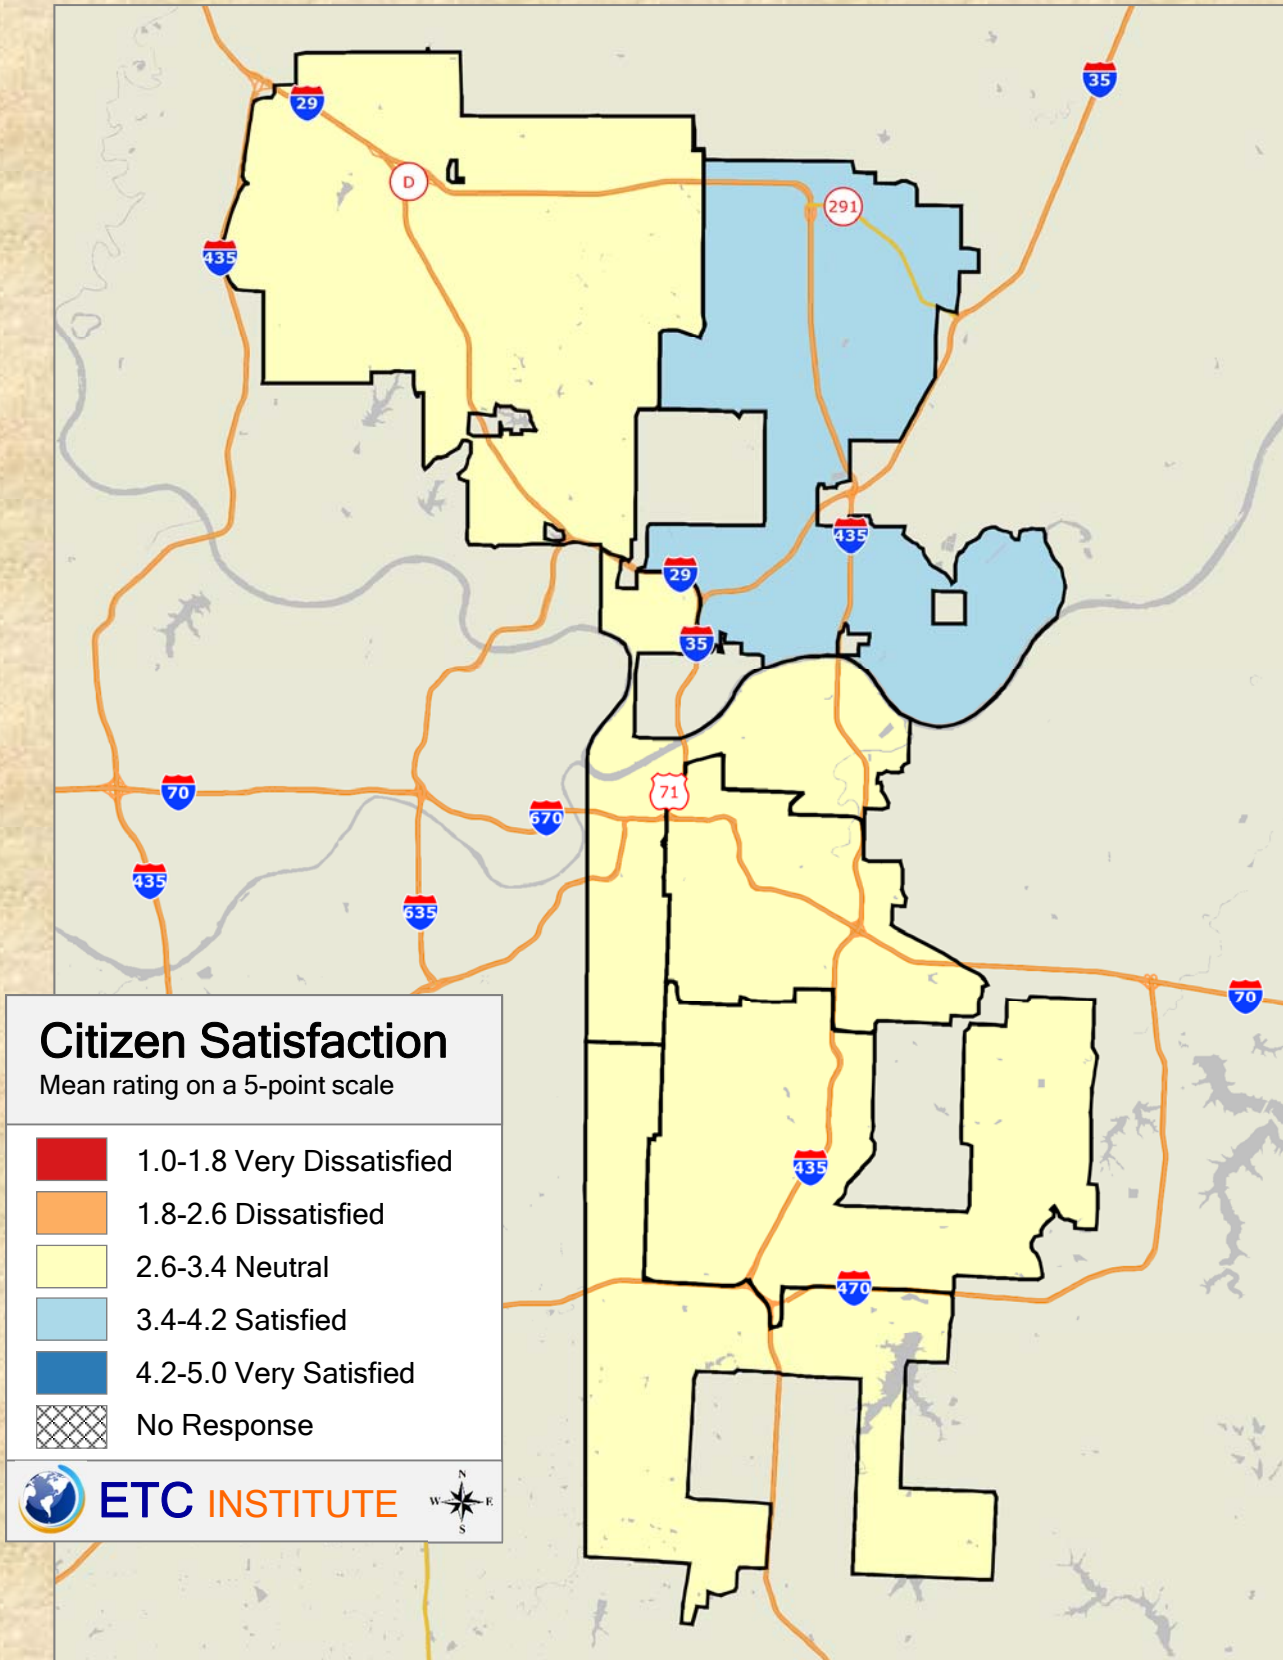 35
29
D
291
435
435
29
35
71
70
670
435
635
70
435
470
Citizen Satisfaction
Mean rating on a 5-point scale
1.0-1.8 Very Dissatisfied
1.8-2.6 Dissatisfied
2.6-3.4 Neutral
3.4-4.2 Satisfied
4.2-5.0 Very Satisfied
No Response
ETC INSTITUTE
N
W E
S